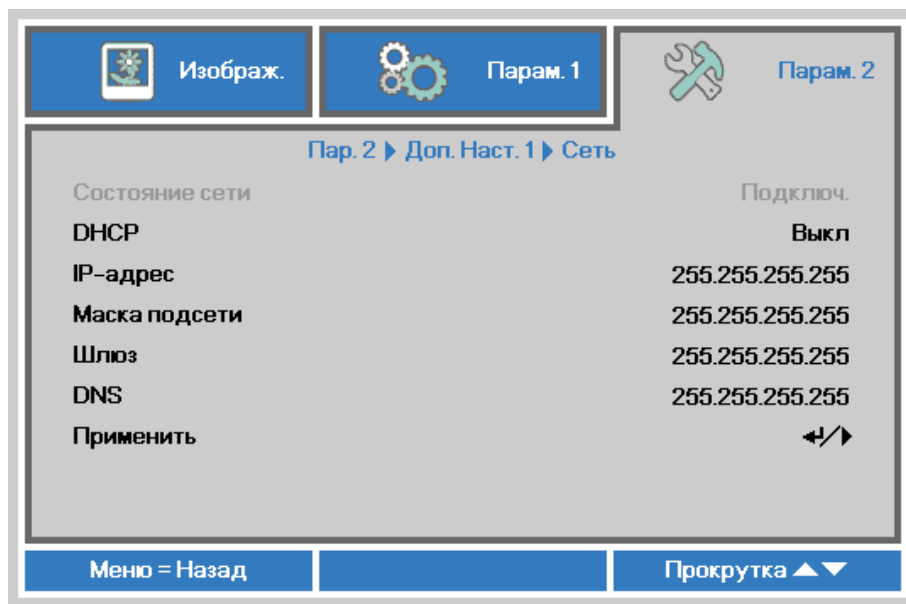 Изображ. Парам. 1 Парам. 2
Пар. 2 ▶ Доп. Наст. 1 ▶ Сеть
Состояние сети Подключ.
DHCP Выкл
IP-адрес 255.255.255.255
Маска подсети 255.255.255.255
Шлюз 255.255.255.255
DNS 255.255.255.255
Применить ↵/▶
Меню = Назад Прокрутка ▲▼